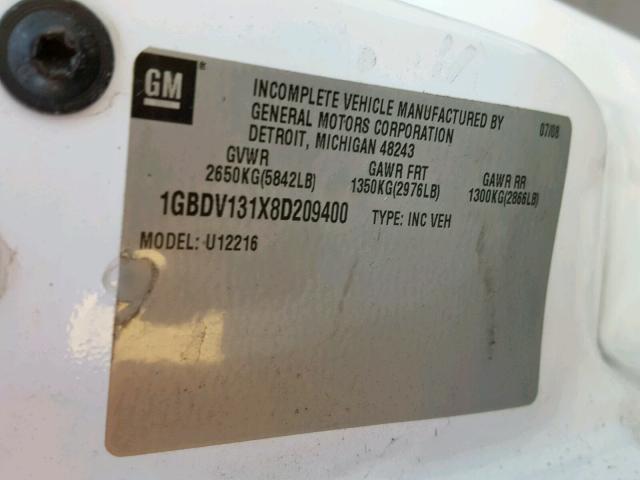 GM
INCOMPLETE VEHICLE MANUFACTURED BY
GENERAL MOTORS CORPORATION
DETROIT, MICHIGAN 48243
07/08
GVWR GAWR FRT GAWR RR
2650KG(5842LB) 1350KG(2976LB) 1300KG(2866LB)
1GBDV131X8D209400 TYPE: INC VEH
MODEL: U12216